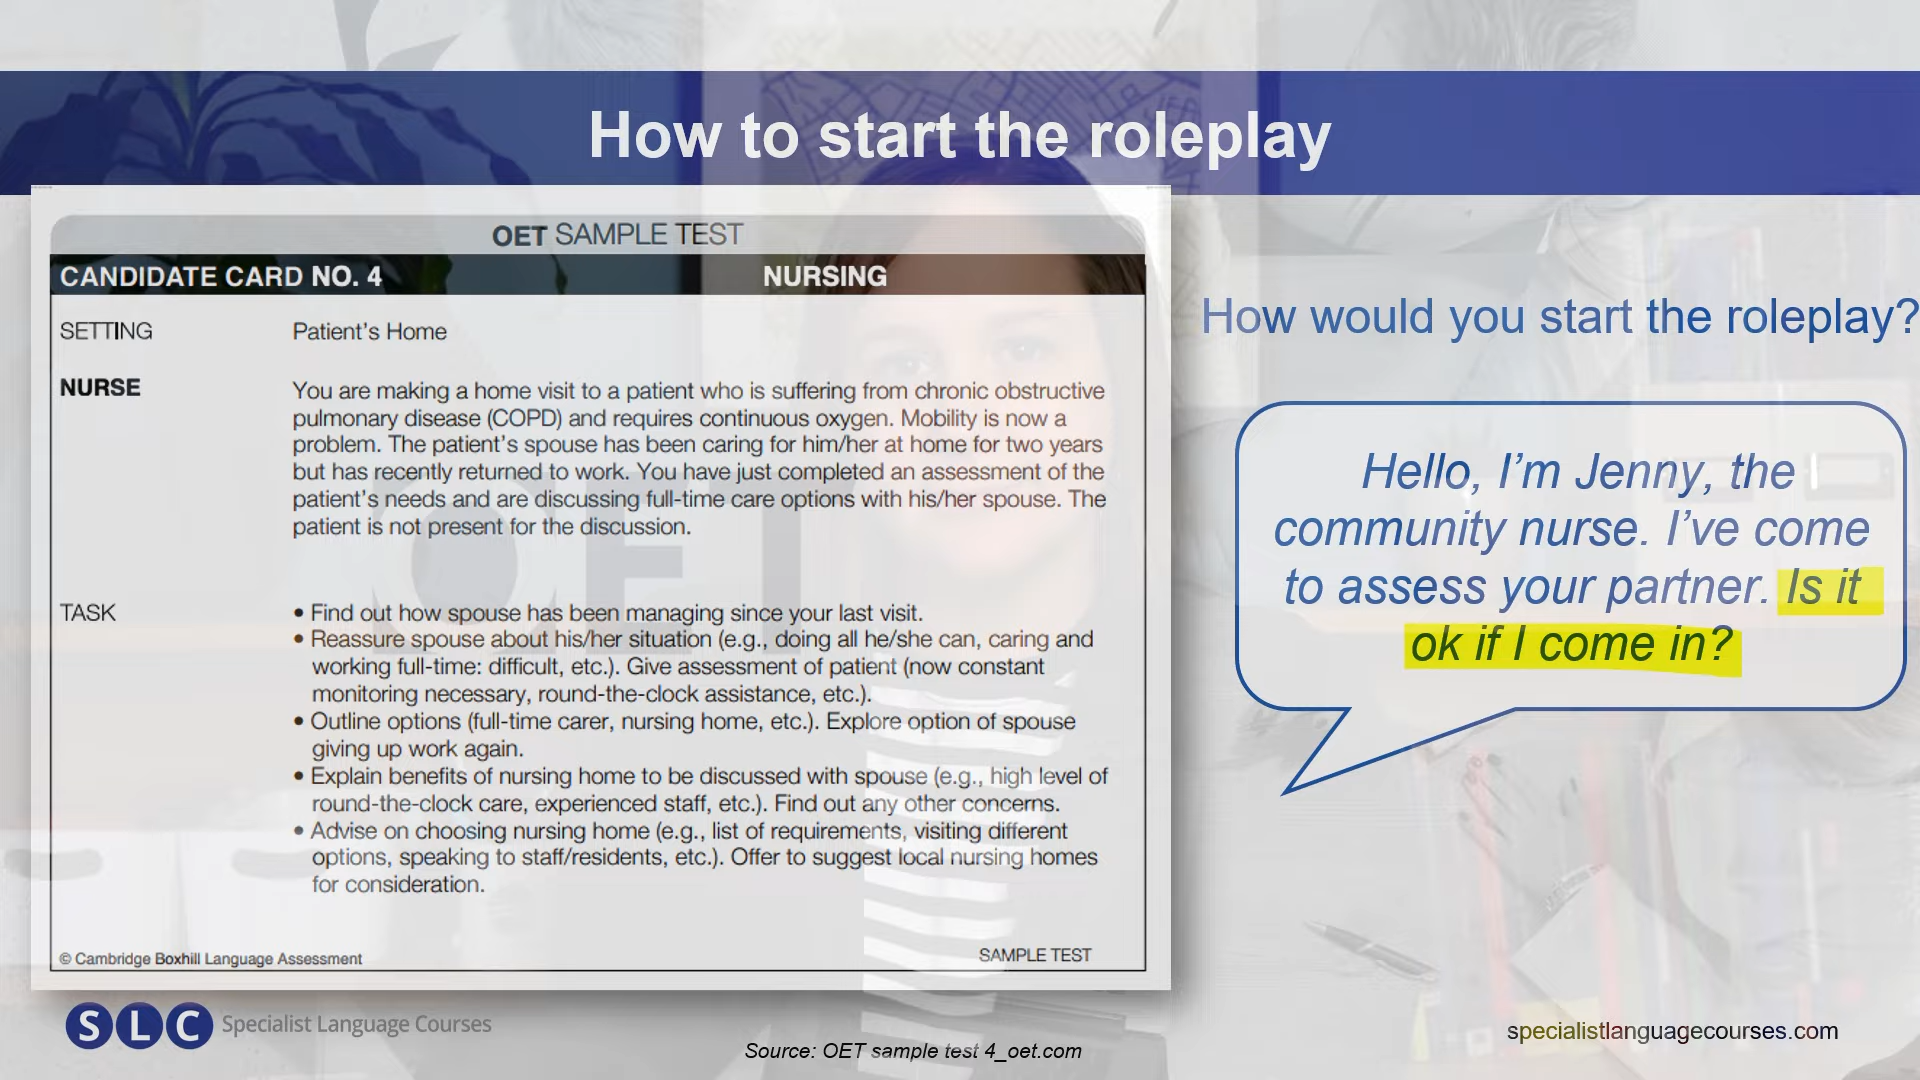 How to start the roleplay
OET SAMPLE TEST
CANDIDATE CARD NO. 4 NURSING
SETTING Patient's Home
NURSE You are making a home visit to a patient who is suffering from chronic obstructive
pulmonary disease (COPD) and requires continuous oxygen. Mobility is now a
problem. The patient's spouse has been caring for him/her at home for two years
but has recently returned to work. You have just completed an assessment of the
patient's needs and are discussing full-time care options with his/her spouse. The
patient is not present for the discussion.
TASK • Find out how spouse has been managing since your last visit.
• Reassure spouse about his/her situation (e.g., doing all he/she can, caring and
working full-time: difficult, etc.). Give assessment of patient (now constant
monitoring necessary, round-the-clock assistance, etc.).
• Outline options (full-time carer, nursing home, etc.). Explore option of spouse
giving up work again.
• Explain benefits of nursing home to be discussed with spouse (e.g., high level of
round-the-clock care, experienced staff, etc.). Find out any other concerns.
• Advise on choosing nursing home (e.g., list of requirements, visiting different
options, speaking to staff/residents, etc.). Offer to suggest local nursing homes
for consideration.
© Cambridge Boxhill Language Assessment SAMPLE TEST
How would you start the roleplay?
Hello, I'm Jenny, the
community nurse. I've come
to assess your partner. Is it
ok if I come in?
OET
SLC Specialist Language Courses
Source: OET sample test 4_oet.com
specialistlanguagecourses.com